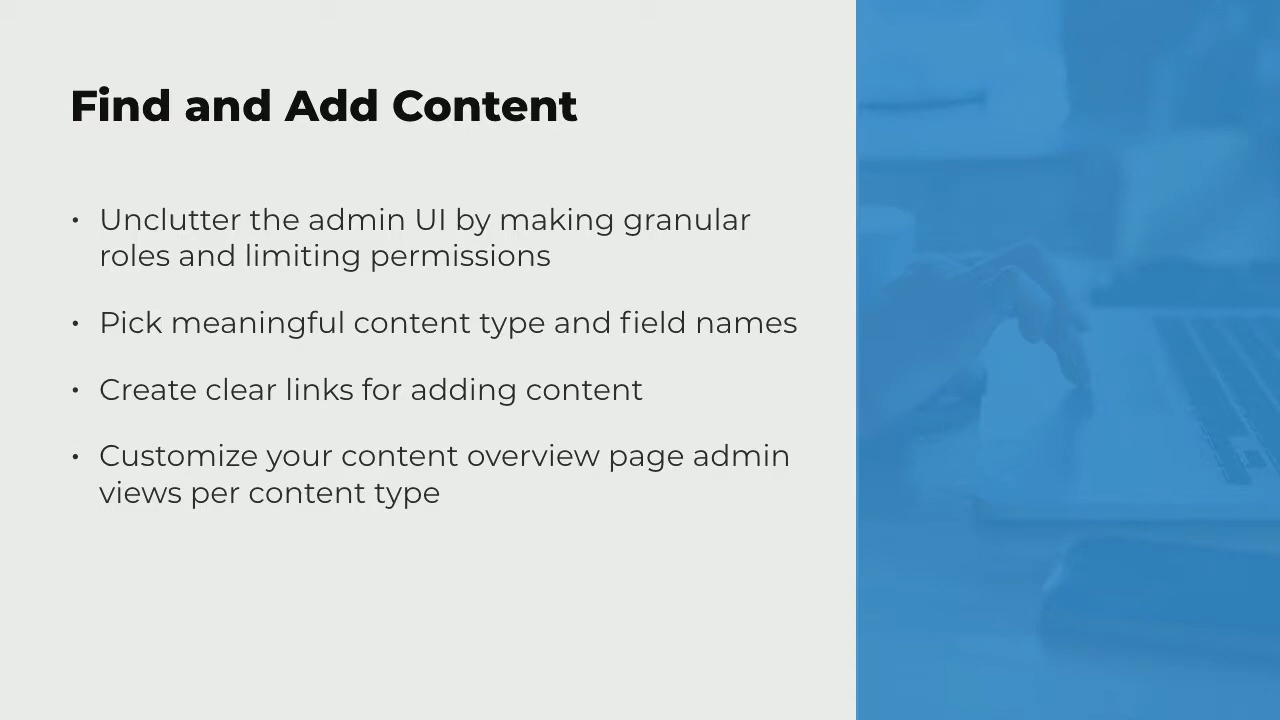 Find and Add Content
• Unclutter the admin UI by making granular
roles and limiting permissions
• Pick meaningful content type and field names
• Create clear links for adding content
• Customize your content overview page admin
views per content type